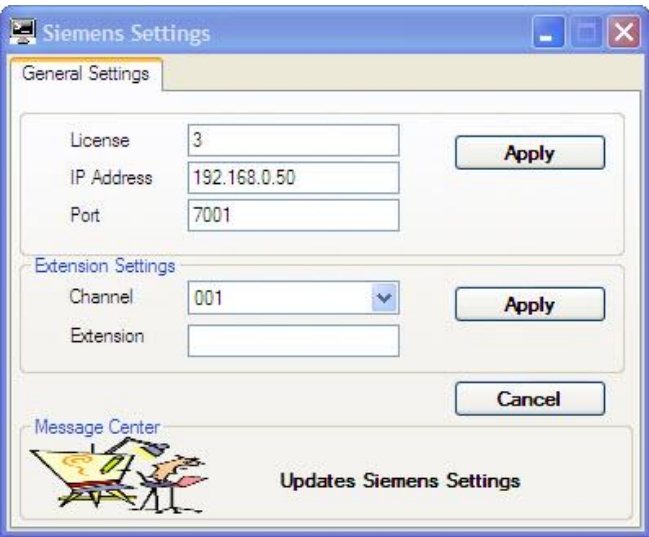 Siemens Settings
General Settings
License 3
Apply
IP Address 192.168.0.50
Port 7001
Extension Settings
Channel 001
Apply
Extension
Cancel
Message Center
Updates Siemens Settings